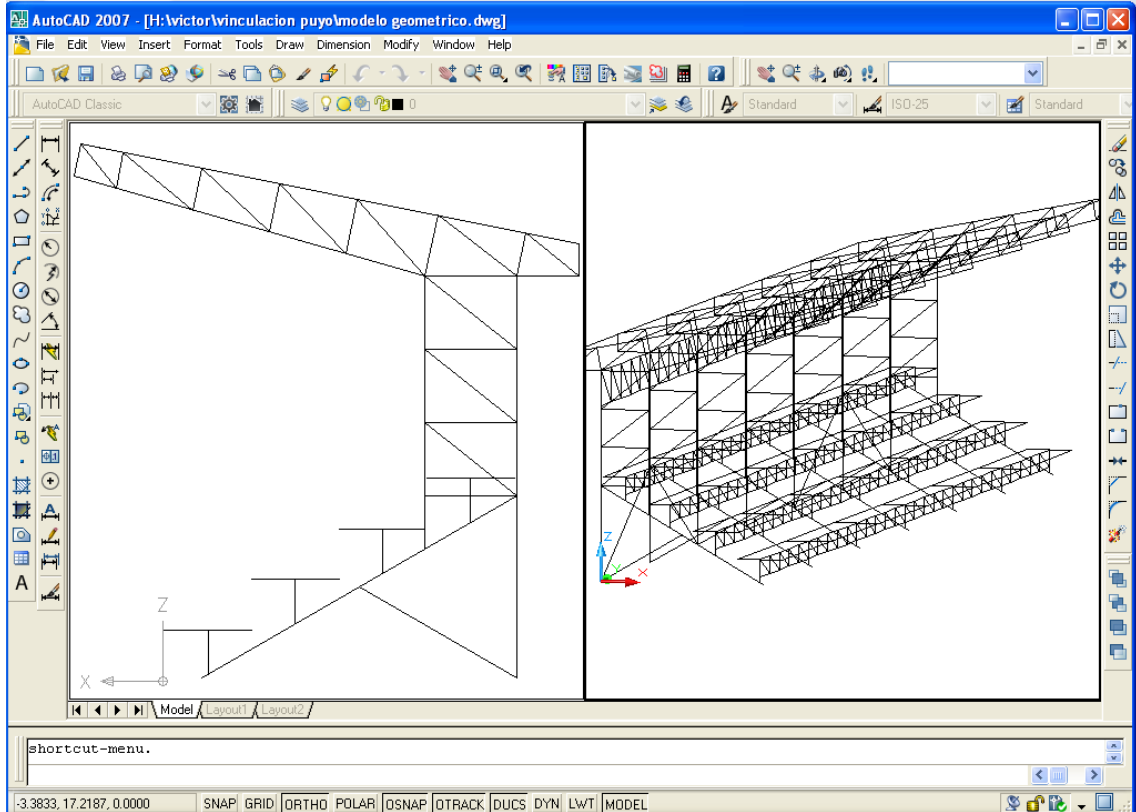 AutoCAD 2007 - [H:\victor\vinculacion puyo\modelo geometrico.dwg]
File Edit View Insert Format Tools Draw Dimension Modify Window Help
AutoCAD Classic 0 Standard ISO-25 Standard
Z
X
Z
Y
X
A
A
Model Layout1 Layout2
shortcut-menu.
-3.3833, 17.2187, 0.0000 SNAP GRID ORTHO POLAR OSNAP OTRACK DUCS DYN LWT MODEL